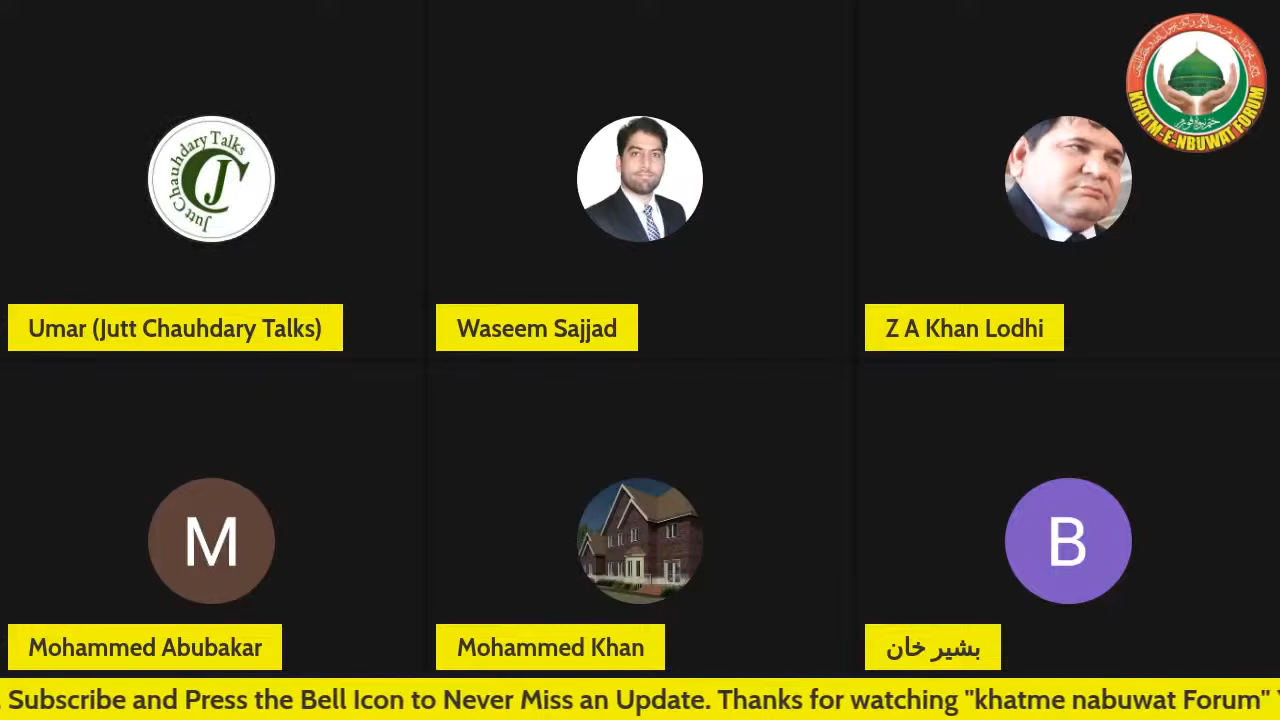 Jutt Chauhdary Talks
CJ
KHATM-E-NBUWAT FORUM
Umar (Jutt Chauhdary Talks)
Waseem Sajjad
Z A Khan Lodhi
M
B
Mohammed Abubakar
Mohammed Khan
بشیر خان
. Subscribe and Press the Bell Icon to Never Miss an Update. Thanks for watching "khatme nabuwat Forum"